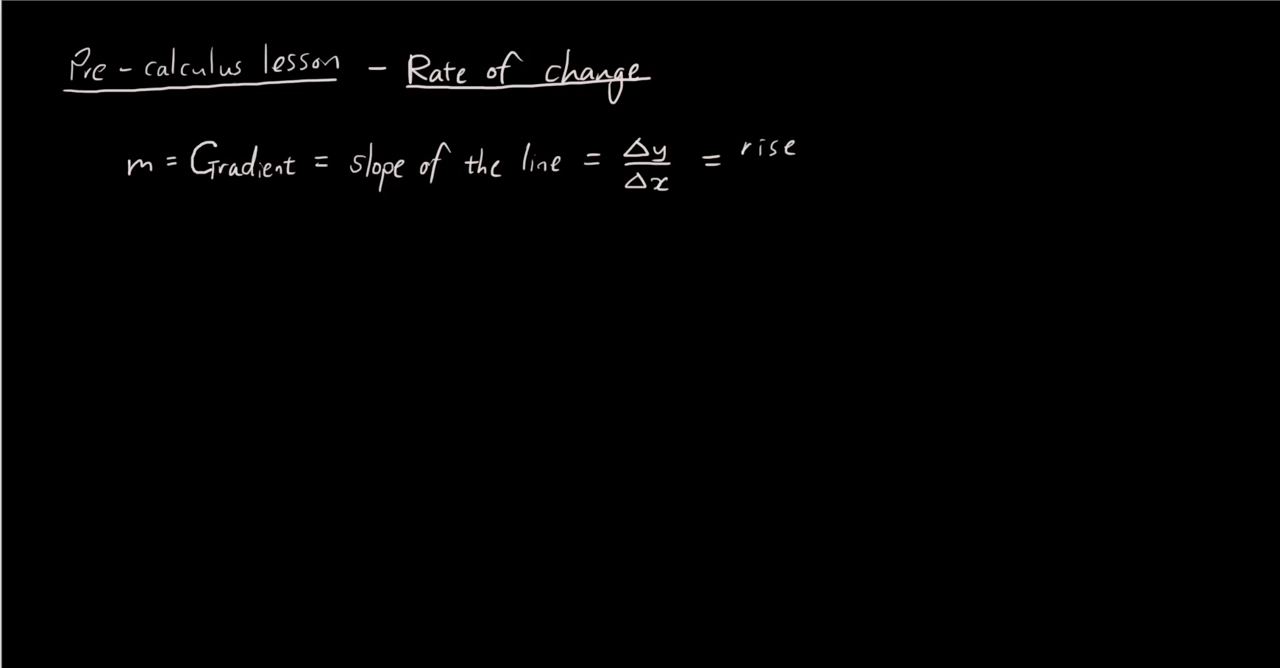 Pre - calculus lesson - Rate of change
m = Gradient = slope of the line = Δy/Δx = rise